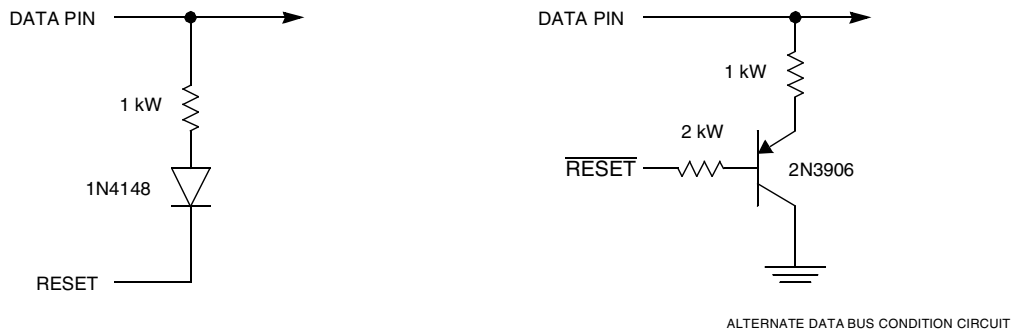 DATA PIN
1 kW
1N4148
RESET
DATA PIN
1 kW
2 kW
RESET
2N3906
ALTERNATE DATA BUS CONDITION CIRCUIT